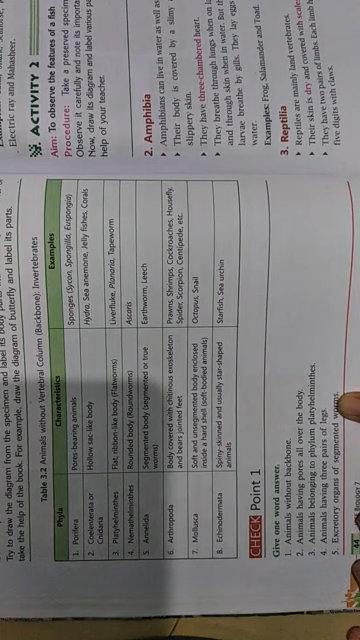 Try to draw the diagram from the specimen and label its body
take the help of the book. For example, draw the diagram of butterfly and label its parts.
Table 3.2 Animals without Vertebral Column (Backbone): Invertebrates
Phyla Characteristics Examples
1. Porifera Pores-bearing animals Sponges (Sycon, Spongilla, Euspongia)
2. Coelenterata or Cnidaria Hollow sac-like body Hydra, Sea anemone, Jelly fishes, Corals
3. Platyhelminthes Flat, ribbon-like body (Flatworms) Liverfluke, Planaria, Tapeworm
4. Nemathelminthes Rounded body (Roundworms) Ascaris
5. Annelida Segmented body (segmented or true worms) Earthworm, Leech
6. Arthropoda Body covered with chitinous exoskeleton and bears jointed feet Prawns, Shrimps, Cockroaches, Housefly, Spider, Scorpion, Centipede, etc.
7. Mollusca Soft and unsegmented body enclosed inside a hard shell (soft-bodied animals) Octopus, Snail
8. Echinodermata Spiny-skinned and usually star-shaped animals Starfish, Sea urchin
CHECK Point 1
Give one word answer.
1. Animals without backbone.
2. Animals having pores all over the body.
3. Animals belonging to phylum platyhelminthes.
4. Animals having three pairs of legs.
5. Excretory organs of segmented worms.
44 Biology-7
Electric ray and Mahasheer.
ACTIVITY 2
Aim: To observe the features of a fish
Procedure: Take a preserved
Observe it carefully and note its
Now, draw its diagram and label various
help of your teacher.
2. Amphibia
Amphibians can live in water as well as
Their body is covered by a slimy
slippery skin.
They have three-chambered heart.
They breathe through lungs when on
and through skin when in water. But
larvae breathe by gills. They lay eggs
water.
Examples: Frog, Salamander and Toad.
3. Reptilia
Reptiles are mainly land vertebrates.
Their skin is dry and covered with
They have two pairs of limbs. Each limb
five digits with claws.